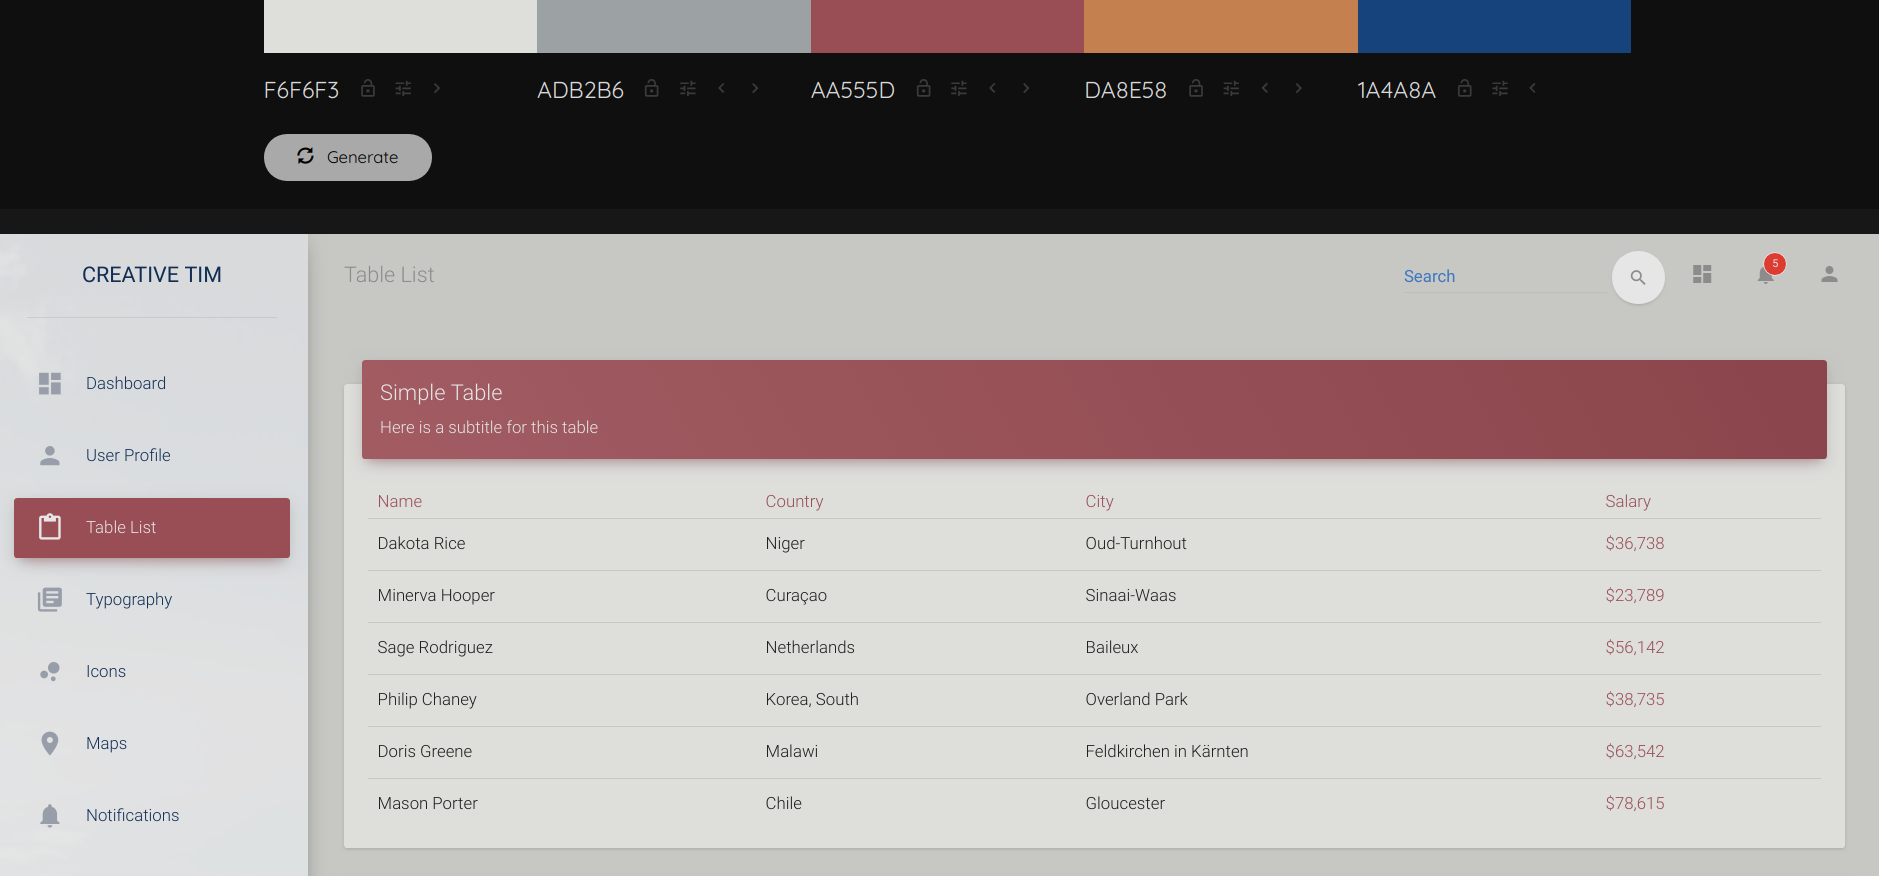 F6F6F3 ADB2B6 AA555D DA8E58 1A4A8A
Generate
CREATIVE TIM
Dashboard
User Profile
Table List
Typography
Icons
Maps
Notifications
Table List
Search
5
Simple Table
Here is a subtitle for this table
Name Country City Salary
Dakota Rice Niger Oud-Turnhout $36,738
Minerva Hooper Curaçao Sinaai-Waas $23,789
Sage Rodriguez Netherlands Baileux $56,142
Philip Chaney Korea, South Overland Park $38,735
Doris Greene Malawi Feldkirchen in Kärnten $63,542
Mason Porter Chile Gloucester $78,615